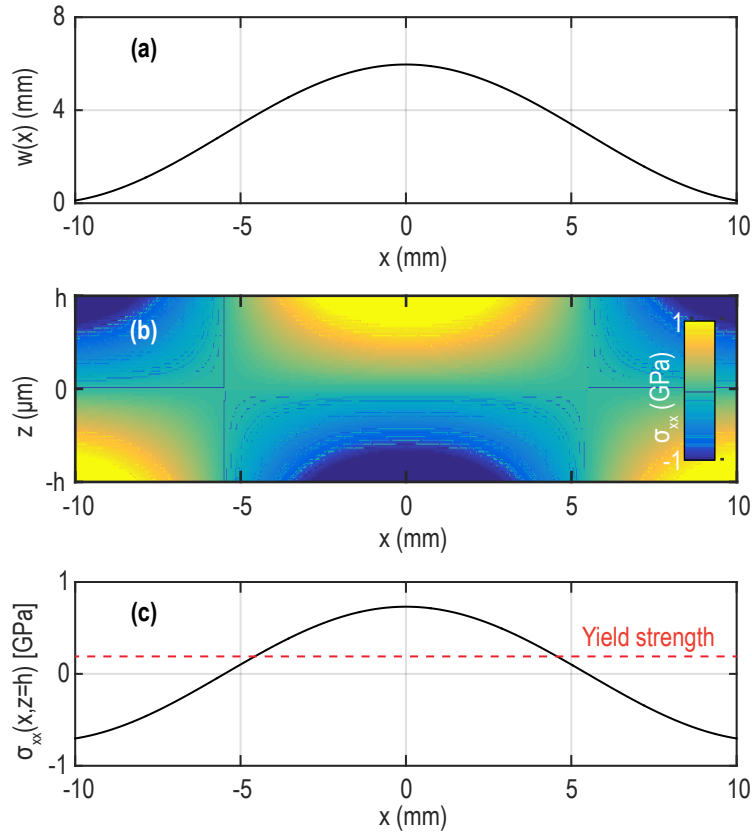 8
(a)
w(x) (mm)
4
0
-10 -5 0 5 10
x (mm)
h
(b)
1
z (μm)
0
σxx (GPa)
-1
-h
-10 -5 0 5 10
x (mm)
1
(c)
σxx(x,z=h) [GPa]
Yield strength
0
-1
-10 -5 0 5 10
x (mm)